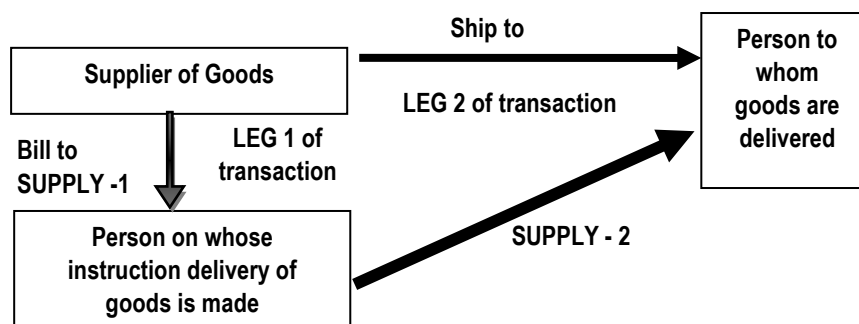 Ship to
Supplier of Goods
Person to
whom
goods are
delivered
LEG 2 of transaction
Bill to
SUPPLY -1
LEG 1 of
transaction
Person on whose
instruction delivery of
goods is made
SUPPLY - 2